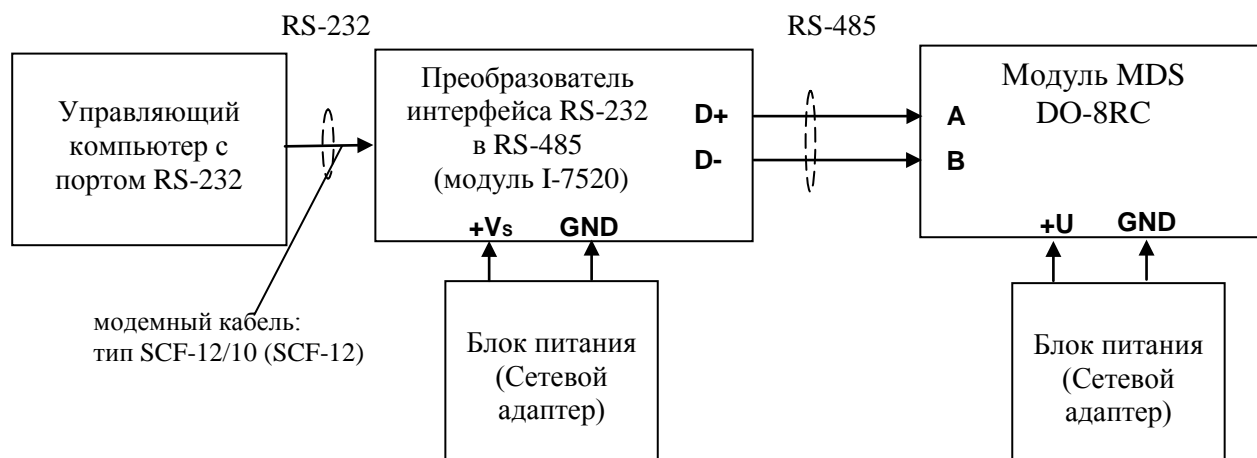 RS-232
RS-485
Управляющий
компьютер с
портом RS-232
Преобразователь
интерфейса RS-232
в RS-485
(модуль I-7520)
D+
D-
+Vs
GND
Модуль MDS
DO-8RC
A
B
+U
GND
модемный кабель:
тип SCF-12/10 (SCF-12)
Блок питания
(Сетевой
адаптер)
Блок питания
(Сетевой
адаптер)